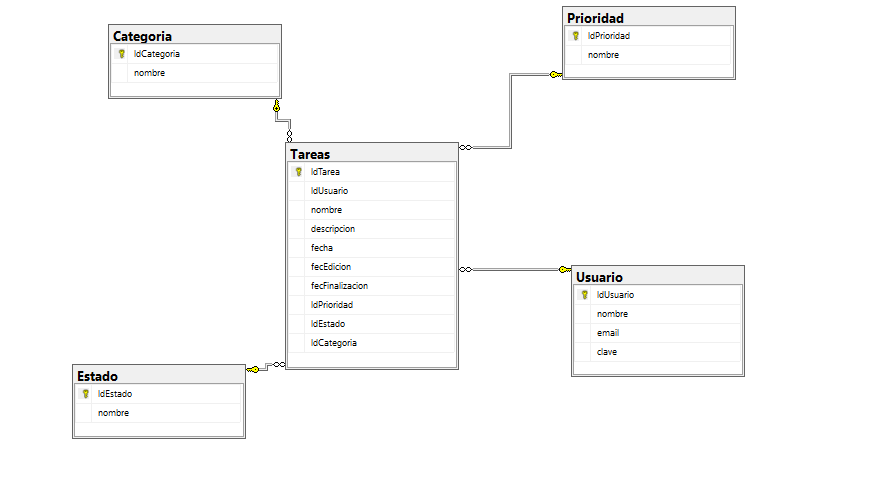 Categoria
IdCategoria
nombre
Prioridad
IdPrioridad
nombre
Tareas
IdTarea
IdUsuario
nombre
descripcion
fecha
fecEdicion
fecFinalizacion
IdPrioridad
IdEstado
IdCategoria
Usuario
IdUsuario
nombre
email
clave
Estado
IdEstado
nombre